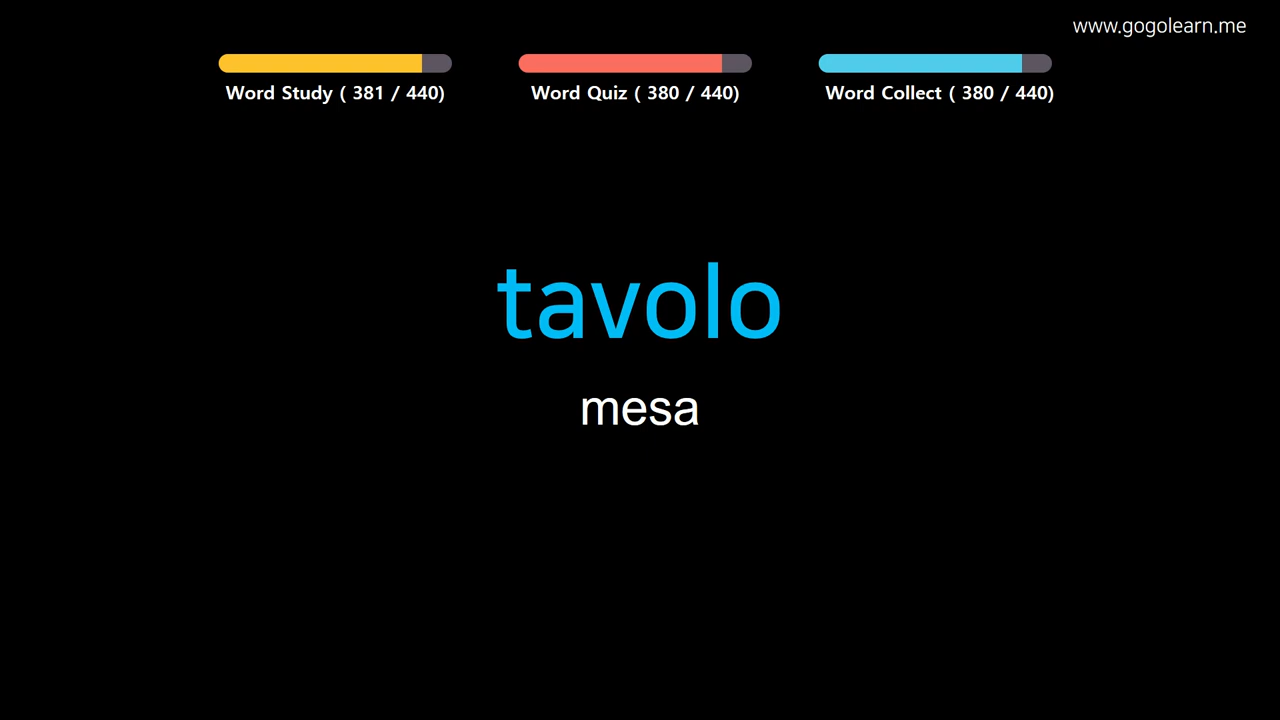 www.gogolearn.me
Word Study ( 381 / 440)
Word Quiz ( 380 / 440)
Word Collect ( 380 / 440)
tavolo
mesa